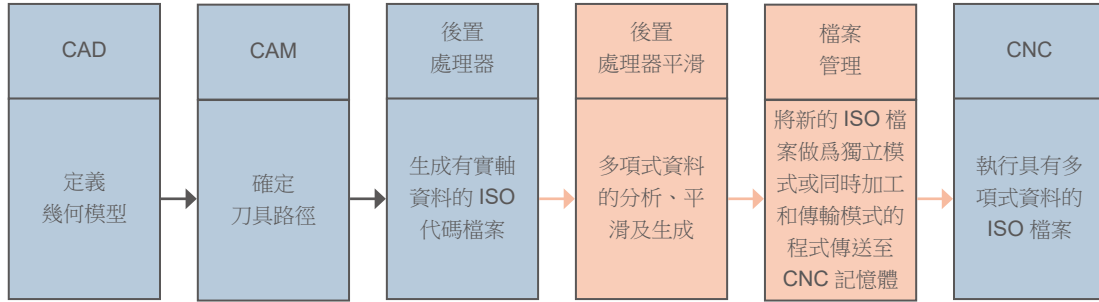 CAD
定義
幾何模型
CAM
確定
刀具路徑
後置
處理器
生成有實軸
資料的 ISO
代碼檔案
後置
處理器平滑
多項式資料
的分析、平
滑及生成
檔案
管理
將新的 ISO 檔
案做爲獨立模
式或同時加工
和傳輸模式的
程式傳送至
CNC 記憶體
CNC
執行具有多
項式資料的
ISO 檔案